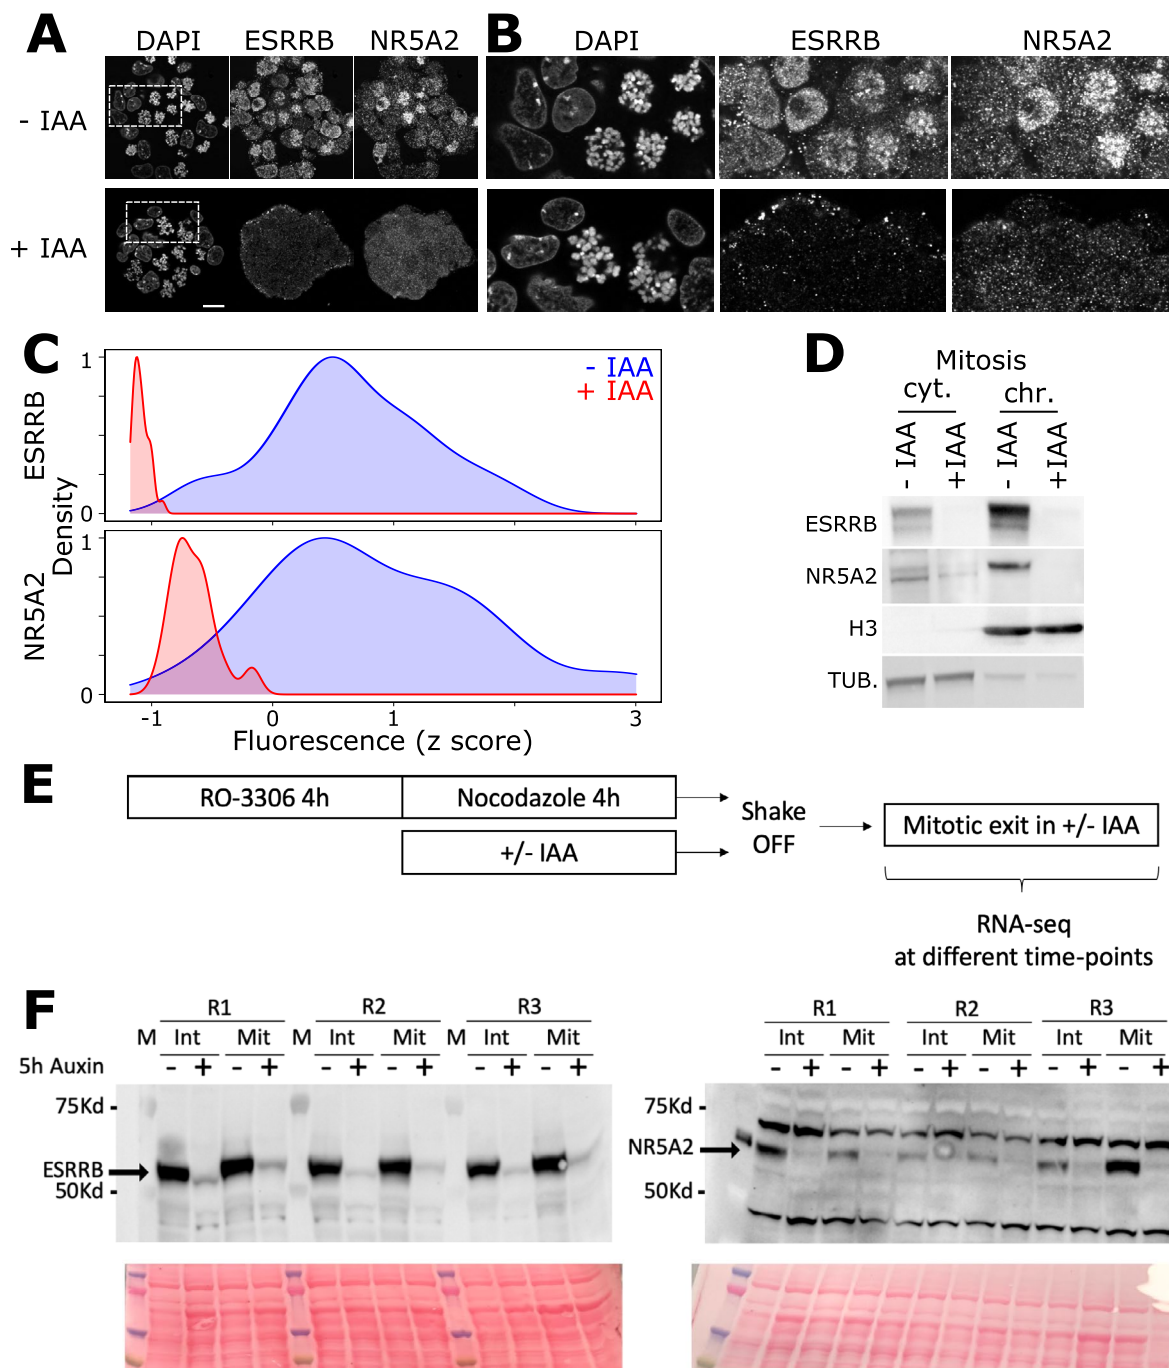 A
DAPI ESRRB NR5A2
B
DAPI ESRRB NR5A2
- IAA
+ IAA
C
ESRRB
NR5A2
Density
1
0
1
0
- IAA
+ IAA
-1 0 1 3
Fluorescence (z score)
D
Mitosis
cyt. chr.
- IAA +IAA - IAA +IAA
ESRRB
NR5A2
H3
TUB.
E
RO-3306 4h Nocodazole 4h
+/- IAA
Shake
OFF
Mitotic exit in +/- IAA
RNA-seq
at different time-points
F
R1 R2 R3
M Int Mit M Int Mit M Int Mit
5h Auxin - + - + - + - + - + - +
75Kd
ESRRB
50Kd
R1 R2 R3
Int Mit Int Mit Int Mit
- + - + - + - + - + - +
75Kd
NR5A2
50Kd